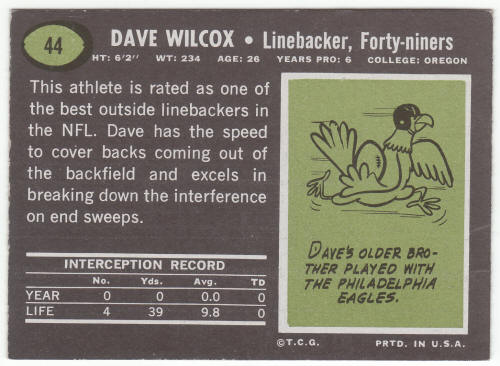 44
DAVE WILCOX • Linebacker, Forty-niners
HT: 6'2" WT: 234 AGE: 26 YEARS PRO: 6 COLLEGE: OREGON
This athlete is rated as one of
the best outside linebackers in
the NFL. Dave has the speed
to cover backs coming out of
the backfield and excels in
breaking down the interference
on end sweeps.
INTERCEPTION RECORD
No. Yds. Avg. TD
YEAR 0 0 0.0 0
LIFE 4 39 9.8 0
DAVE'S OLDER BRO-
THER PLAYED WITH
THE PHILADELPHIA
EAGLES.
©T.C.G. PRTD. IN U.S.A.